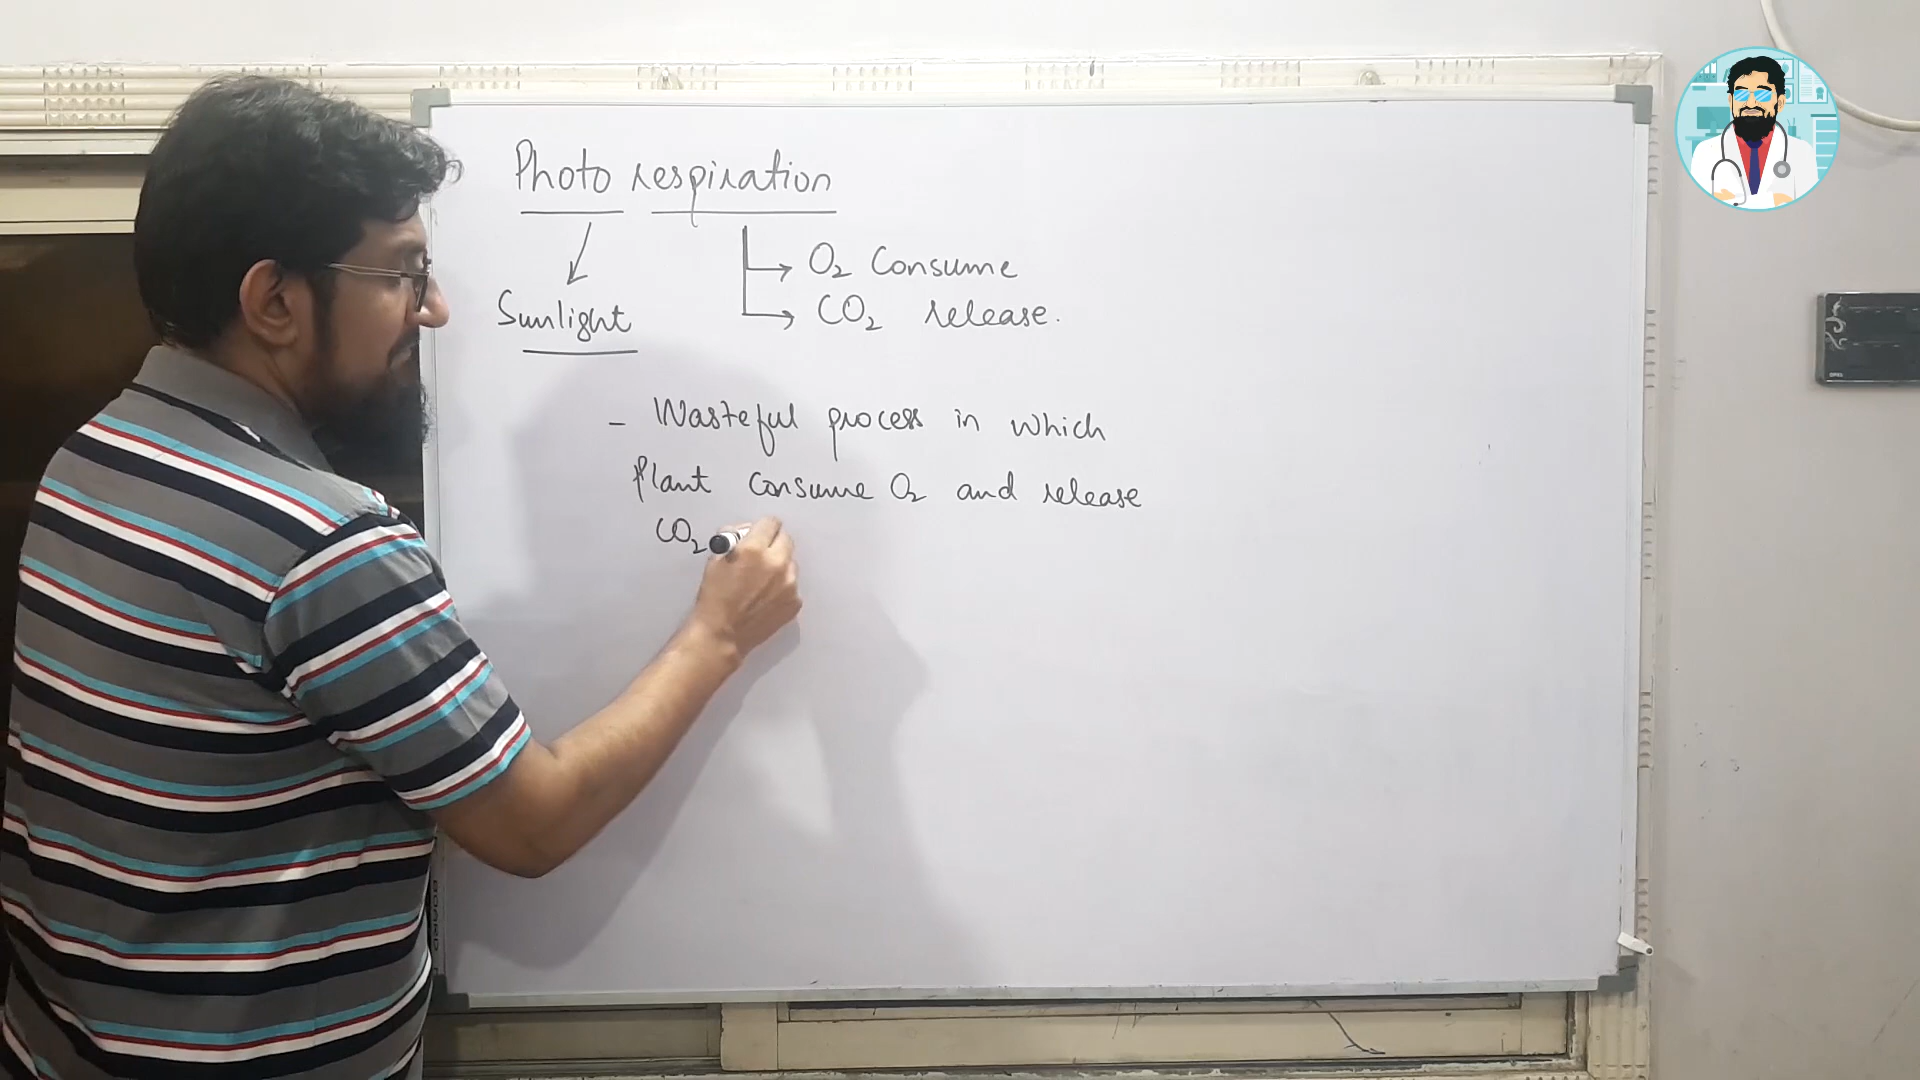 Photo respiration
O₂ Consume
CO₂ release.
Sunlight
- Wasteful process in which
Plant consume O₂ and release
CO₂